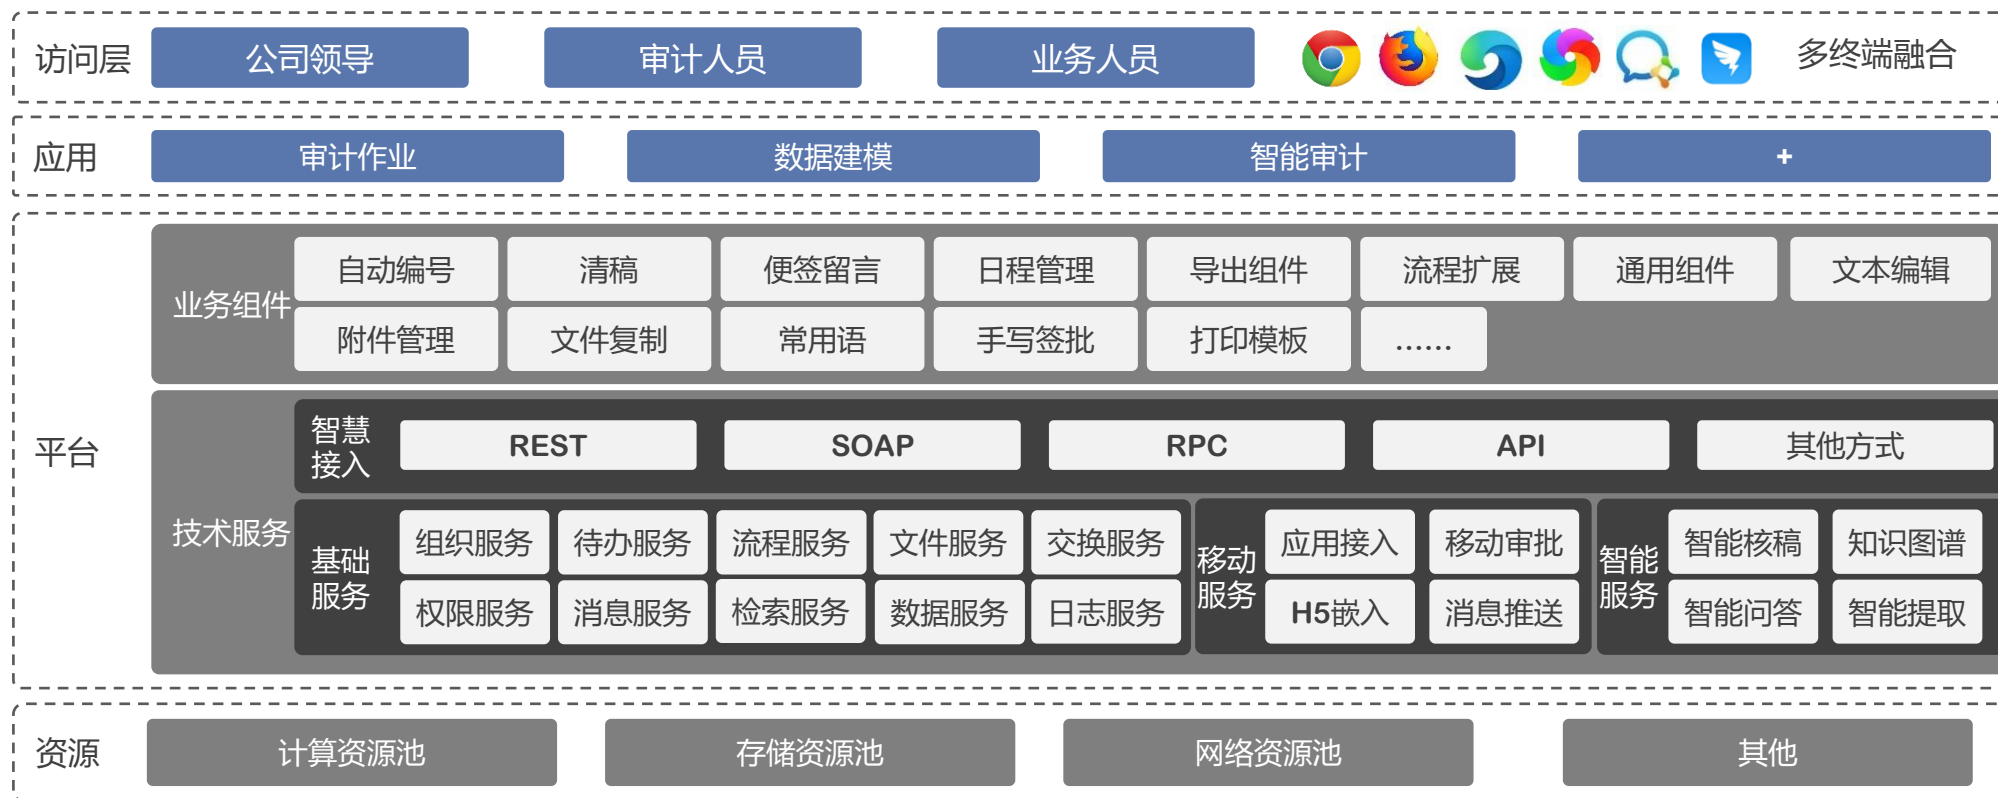 访问层
公司领导
审计人员
业务人员
多终端融合
应用
审计作业
数据建模
智能审计
+
平台
业务组件
自动编号
清稿
便签留言
日程管理
导出组件
流程扩展
通用组件
文本编辑
附件管理
文件复制
常用语
手写签批
打印模板
......
技术服务
智慧
接入
REST
SOAP
RPC
API
其他方式
基础
服务
组织服务
待办服务
流程服务
文件服务
交换服务
权限服务
消息服务
检索服务
数据服务
日志服务
移动
服务
应用接入
移动审批
H5嵌入
消息推送
智能
服务
智能核稿
知识图谱
智能问答
智能提取
资源
计算资源池
存储资源池
网络资源池
其他